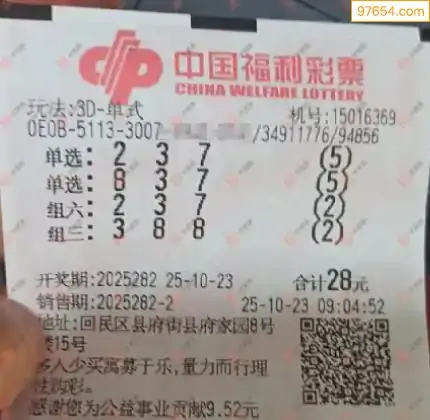 97654.com
中国福利彩票
CHINA WELFARE LOTTERY
玩法:3D-单式
机号:15016369
0E0B-5113-3007
/34911776/94856
单选: 2 3 7 (5)
单选: 8 3 7 (5)
组六: 2 3 7 (2)
组三: 3 8 8 (2)
开奖期:2025282 25-10-23 合计28元
销售期:2025282-2 25-10-23 09:04:52
地址:回民区县府街县府家园8号
楼15号
多人少买寓募于乐,量力而行理
性购彩。
感谢您为公益事业贡献9.52元